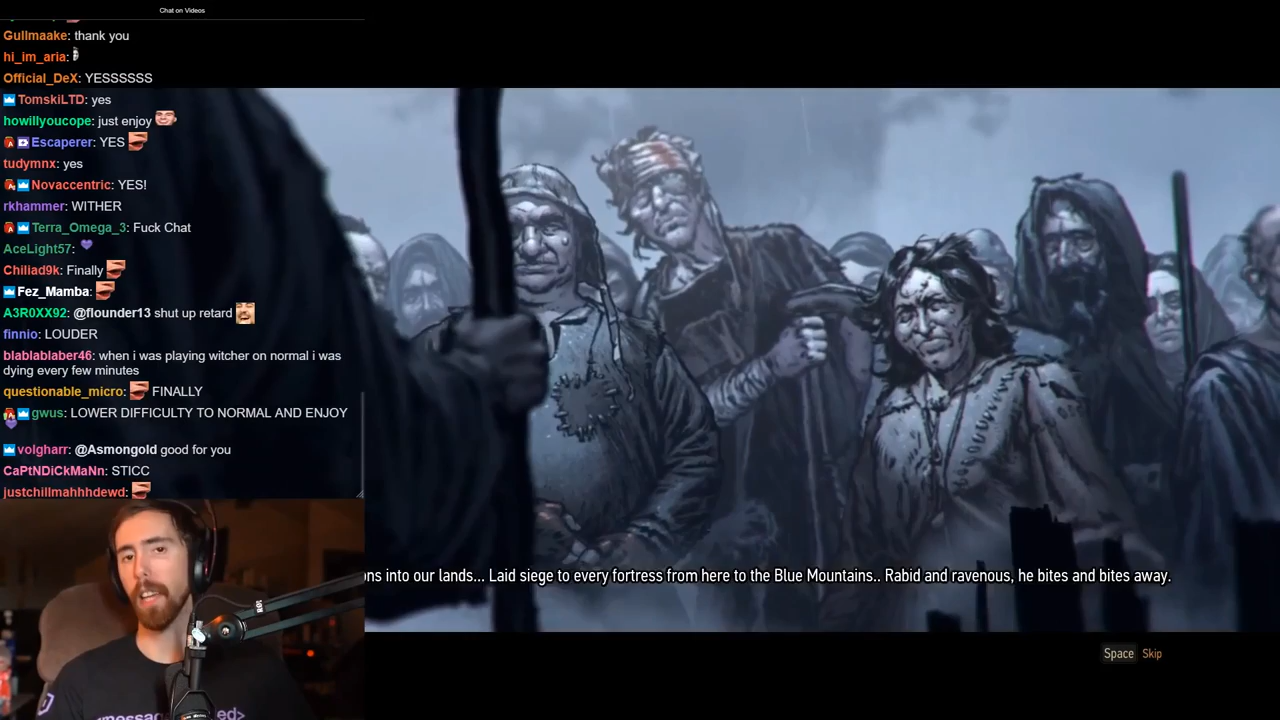 Chat on Videos
Gullmaake: thank you
hi_im_aria:
Official_DeX: YESSSSSS
TomskiLTD: yes
howillyoucope: just enjoy
Escaperer: YES
tudymnx: yes
Novaccentric: YES!
rkhammer: WITHER
Terra_Omega_3: Fuck Chat
AceLight57:
Chiliad9k: Finally
Fez_Mamba:
A3R0XX92: @flounder13 shut up retard
finnio: LOUDER
blablablaber46: when i was playing witcher on normal i was
dying every few minutes
questionable_micro: FINALLY
gwus: LOWER DIFFICULTY TO NORMAL AND ENJOY
volgharr: @Asmongold good for you
CaPtNDiCkMaNn: STICC
justchillmahhhdewd:
ons into our lands... Laid siege to every fortress from here to the Blue Mountains.. Rabid and ravenous, he bites and bites away.
Space Skip
ed>